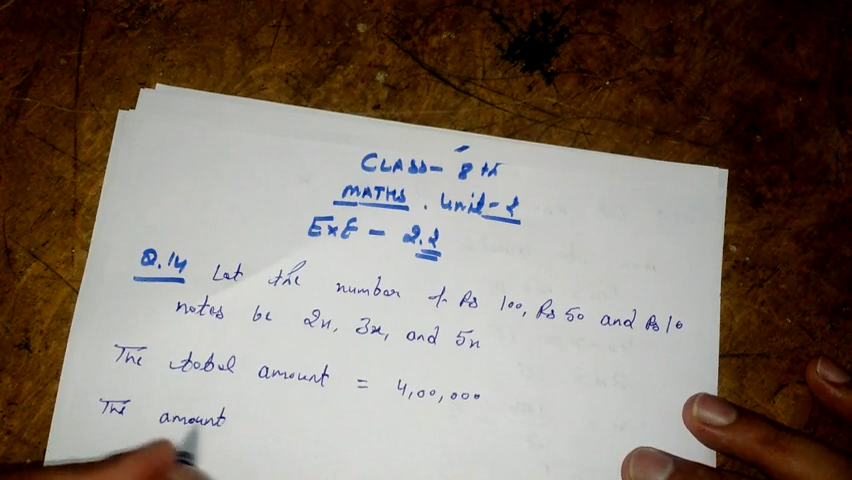 CLASS- 8th
MATHS. Unit-2
EXE - 2.2
Q.14 Let the number of Rs 100, Rs 50 and Rs 10
notes be 2x, 3x, and 5x
The total amount = 4,00,000
The amount